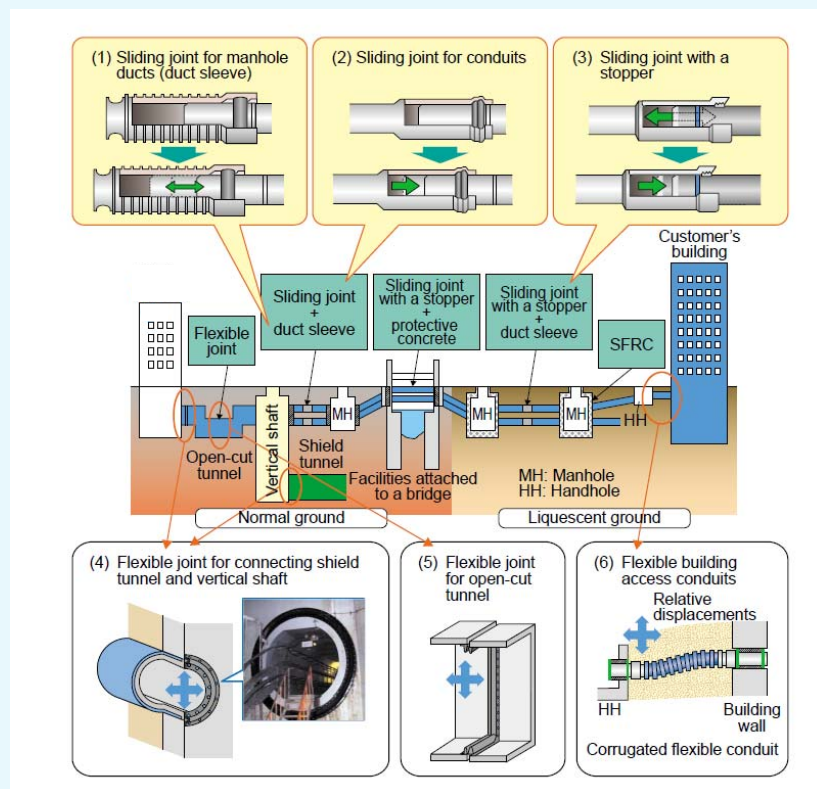 (1) Sliding joint for manhole
ducts (duct sleeve)
(2) Sliding joint for conduits
(3) Sliding joint with a
stopper
Customer's
building
Flexible
joint
Sliding joint
+
duct sleeve
Sliding joint
with a stopper
+
protective
concrete
Sliding joint
with a stopper
+
duct sleeve
SFRC
MH
MH
MH
HH
Open-cut
tunnel
Vertical shaft
Shield
tunnel
Facilities attached
to a bridge
MH: Manhole
HH: Handhole
Normal ground
Liquescent ground
(4) Flexible joint for connecting shield
tunnel and vertical shaft
(5) Flexible joint
for open-cut
tunnel
(6) Flexible building
access conduits
Relative
displacements
HH
Building
wall
Corrugated flexible conduit